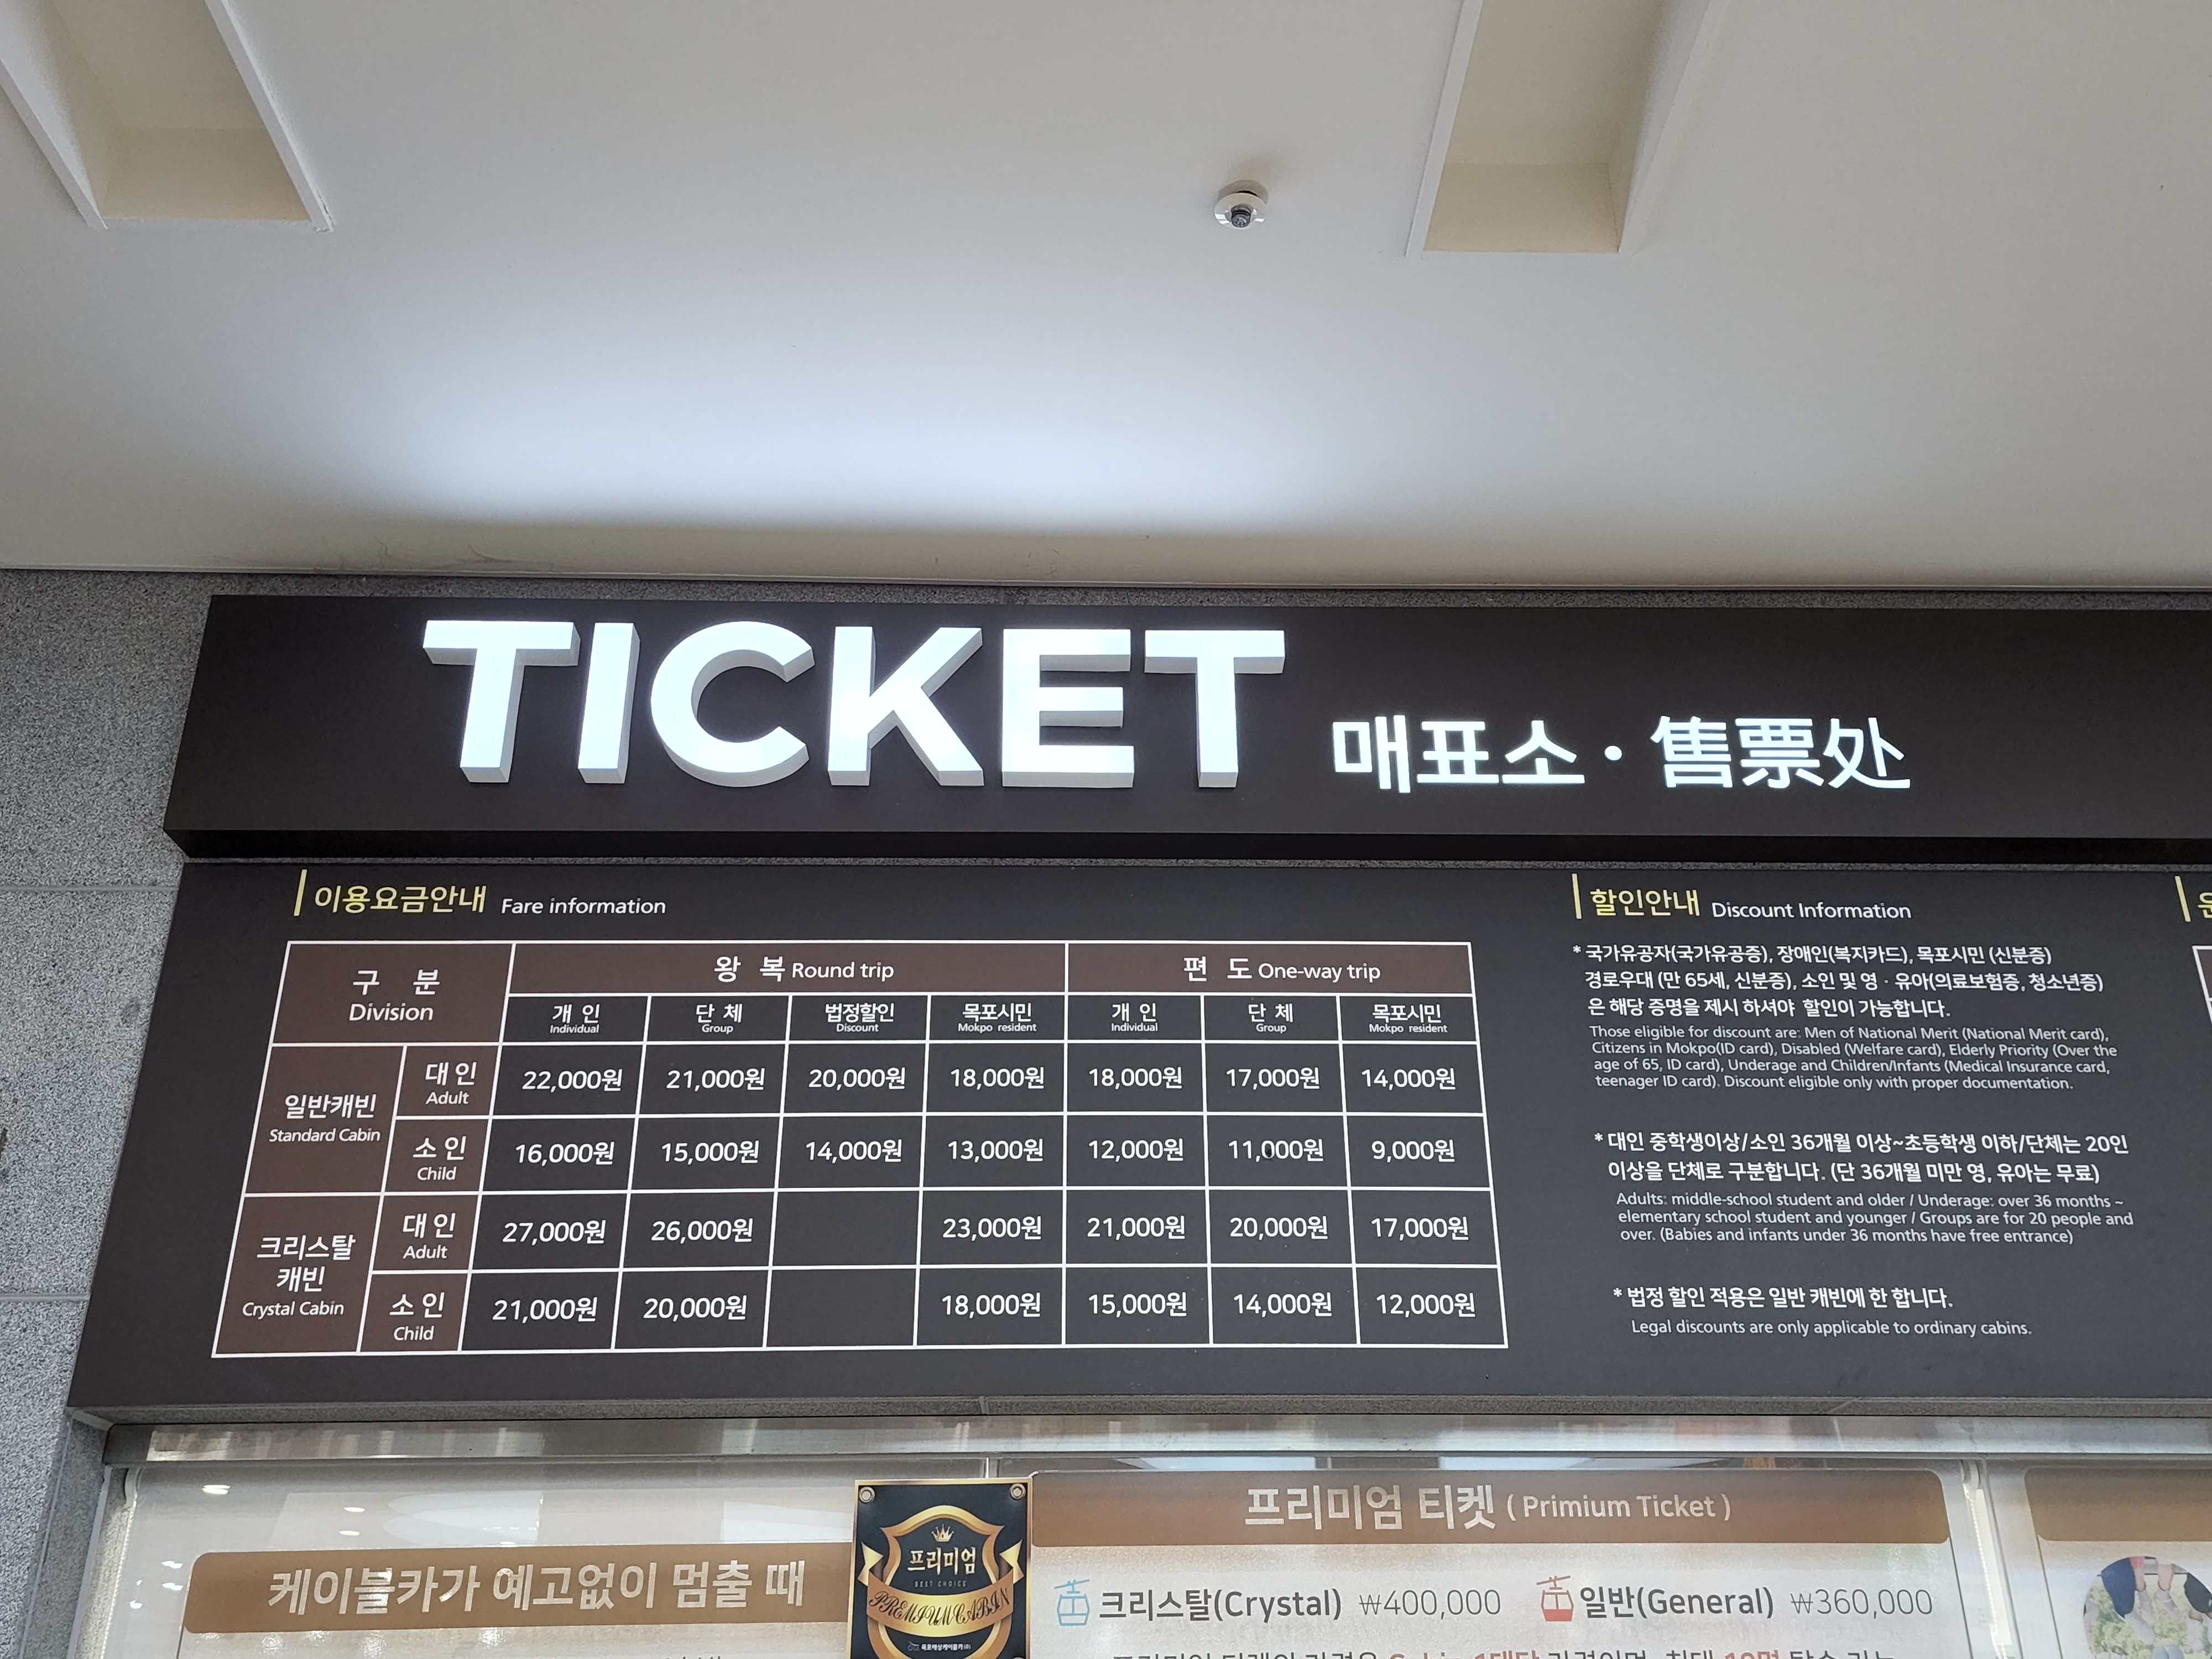 TICKET 매표소 · 售票处
이용요금안내 Fare information
구 분 Division
왕 복 Round trip
편 도 One-way trip
개 인 Individual
단 체 Group
법정할인 Discount
목포시민 Mokpo resident
개 인 Individual
단 체 Group
목포시민 Mokpo resident
일반캐빈 Standard Cabin
대 인 Adult
22,000원 21,000원 20,000원 18,000원 18,000원 17,000원 14,000원
소 인 Child
16,000원 15,000원 14,000원 13,000원 12,000원 11,000원 9,000원
크리스탈
캐빈
Crystal Cabin
대 인 Adult
27,000원 26,000원 23,000원 21,000원 20,000원 17,000원
소 인 Child
21,000원 20,000원 18,000원 15,000원 14,000원 12,000원
할인안내 Discount Information
* 국가유공자(국가유공증), 장애인(복지카드), 목포시민 (신분증)
경로우대 (만 65세, 신분증), 소인 및 영 · 유아(의료보험증, 청소년증)
은 해당 증명을 제시 하셔야 할인이 가능합니다.
Those eligible for discount are: Men of National Merit (National Merit card),
Citizens in Mokpo(ID card), Disabled (Welfare card), Elderly Priority (Over the
age of 65, ID card), Underage and Children/Infants (Medical Insurance card,
teenager ID card). Discount eligible only with proper documentation.
* 대인 중학생이상/소인 36개월 이상~초등학생 이하/단체는 20인
이상을 단체로 구분합니다. (단 36개월 미만 영, 유아는 무료)
Adults: middle-school student and older / Underage: over 36 months ~
elementary school student and younger / Groups are for 20 people and
over. (Babies and infants under 36 months have free entrance)
* 법정 할인 적용은 일반 캐빈에 한 합니다.
Legal discounts are only applicable to ordinary cabins.
케이블카가 예고없이 멈출 때
프리미엄
BEST CHOICE
PREMIUM CABIN
목포해상케이블카(주)
프리미엄 티켓 ( Primium Ticket )
크리스탈(Crystal) ₩400,000 일반(General) ₩360,000